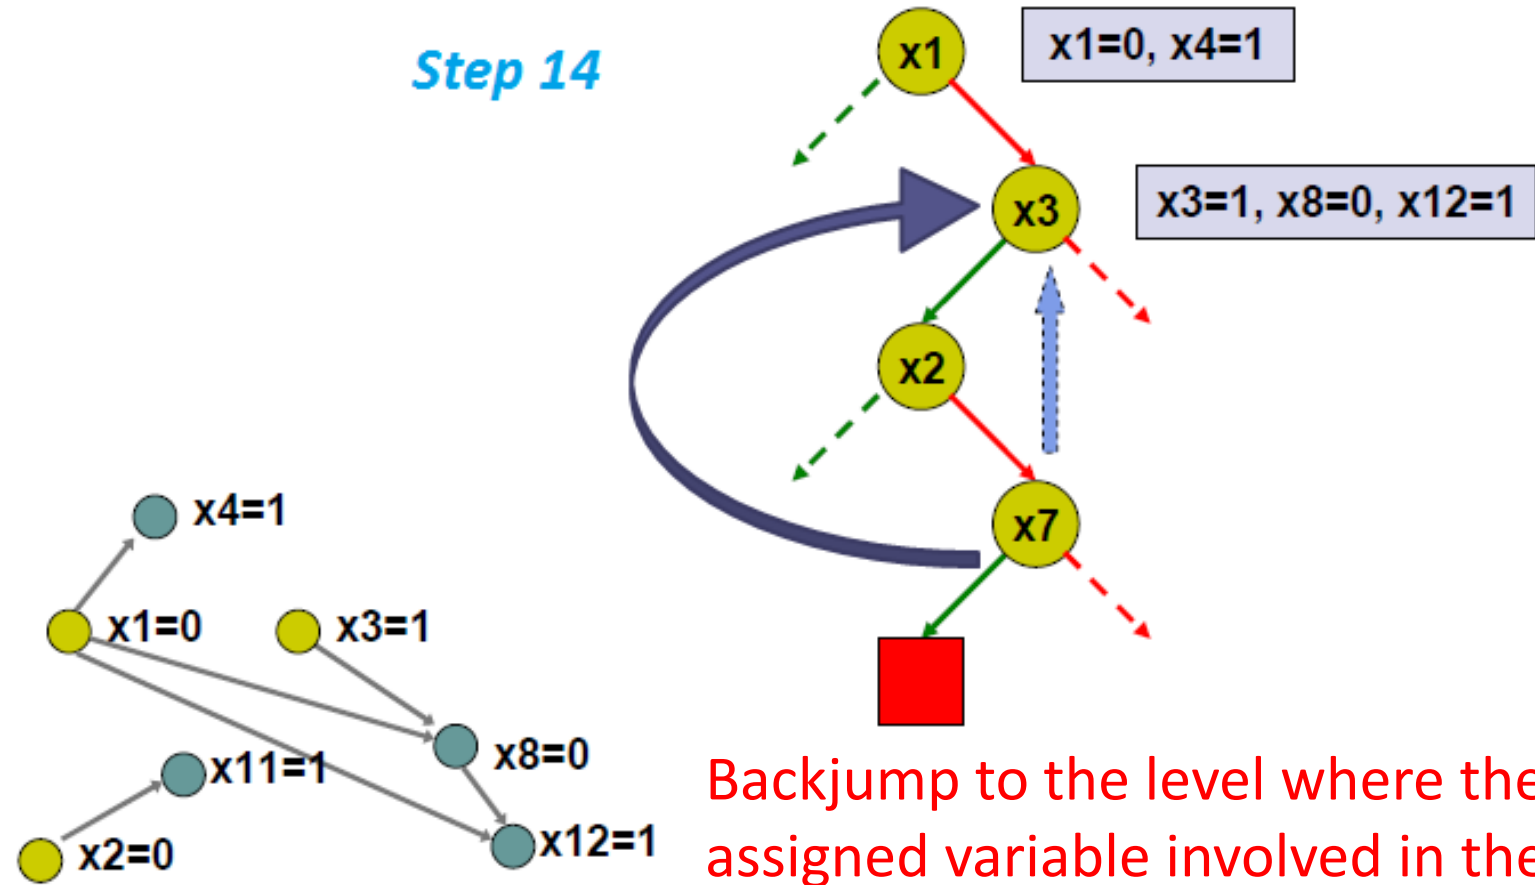 Step 14
x1
x1=0, x4=1
x3
x3=1, x8=0, x12=1
x2
x7
x4=1
x1=0
x3=1
x8=0
x11=1
x12=1
x2=0
Backjump to the level where the
assigned variable involved in the